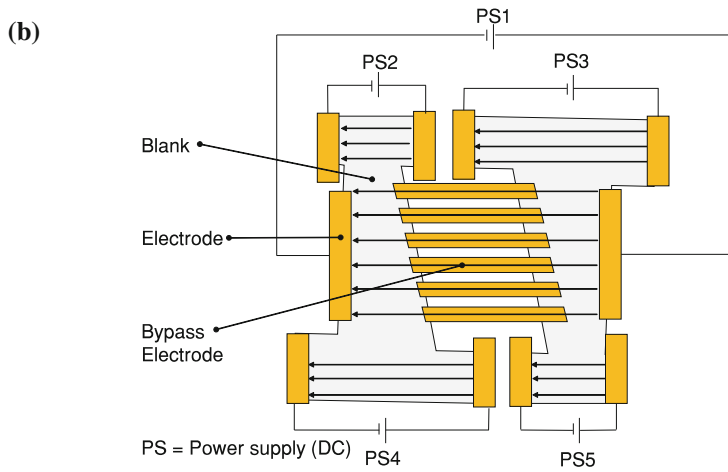 (b)
PS1
PS2
PS3
Blank
Electrode
Bypass
Electrode
PS = Power supply (DC)
PS4
PS5